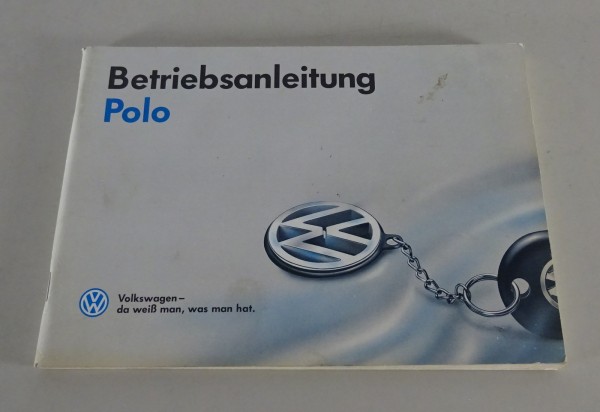 Betriebsanleitung
Polo
Volkswagen –
da weiß man, was man hat.